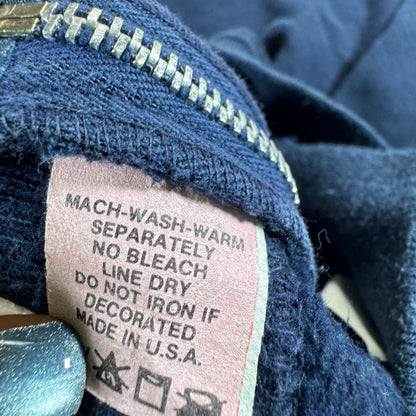 MACH-WASH-WARM
SEPARATELY
NO BLEACH
LINE DRY
DO NOT IRON IF
DECORATED
MADE IN U.S.A.